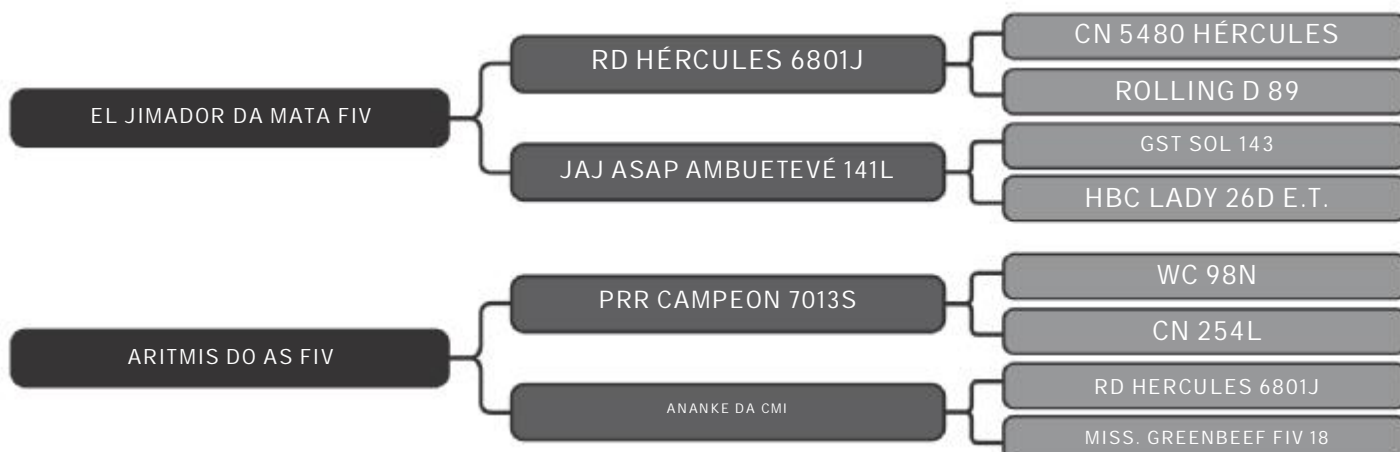 EL JIMADOR DA MATA FIV
RD HÉRCULES 6801J
CN 5480 HÉRCULES
ROLLING D 89
JAJ ASAP AMBUETEVÉ 141L
GST SOL 143
HBC LADY 26D E.T.
ARITMIS DO AS FIV
PRR CAMPEON 7013S
WC 98N
CN 254L
ANANKE DA CMI
RD HERCULES 6801J
MISS. GREENBEEF FIV 18